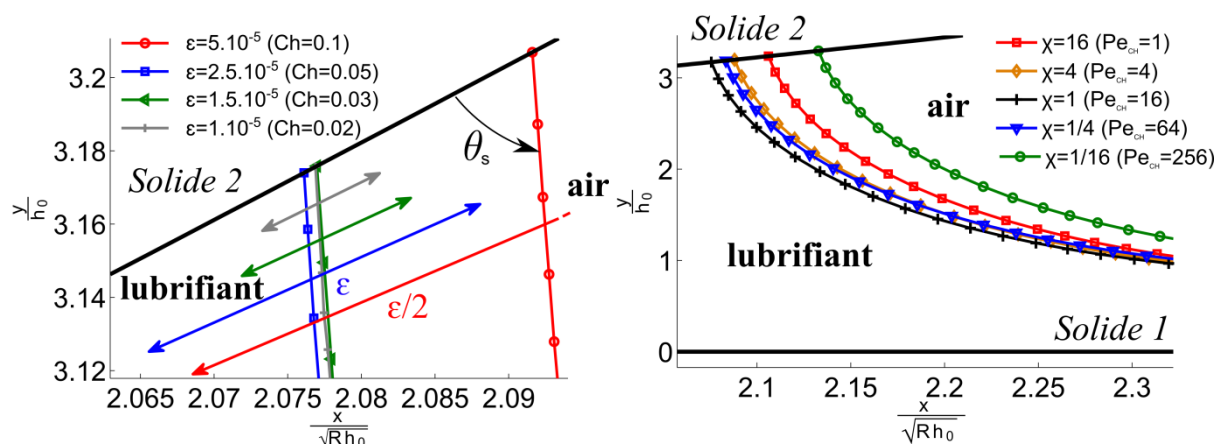 ε=5.10⁻⁵ (Ch=0.1)
ε=2.5.10⁻⁵ (Ch=0.05)
ε=1.5.10⁻⁵ (Ch=0.03)
ε=1.10⁻⁵ (Ch=0.02)
θs
Solide 2
air
lubrifiant
ε
ε/2
3.2
3.18
3.16
3.14
3.12
y
h₀
2.065 2.07 2.075 2.08 2.085 2.09
x
√Rh₀
Solide 2
χ=16 (Pe_CH=1)
χ=4 (Pe_CH=4)
χ=1 (Pe_CH=16)
χ=1/4 (Pe_CH=64)
χ=1/16 (Pe_CH=256)
air
lubrifiant
Solide 1
3
2
1
0
y
h₀
2.1 2.15 2.2 2.25 2.3
x
√Rh₀